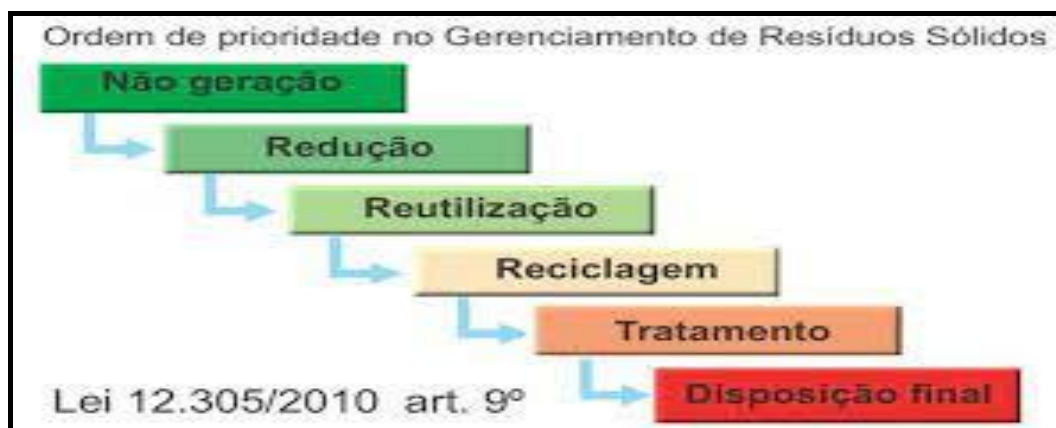 Ordem de prioridade no Gerenciamento de Resíduos Sólidos
Não geração
Redução
Reutilização
Reciclagem
Tratamento
Disposição final
Lei 12.305/2010 art. 9º